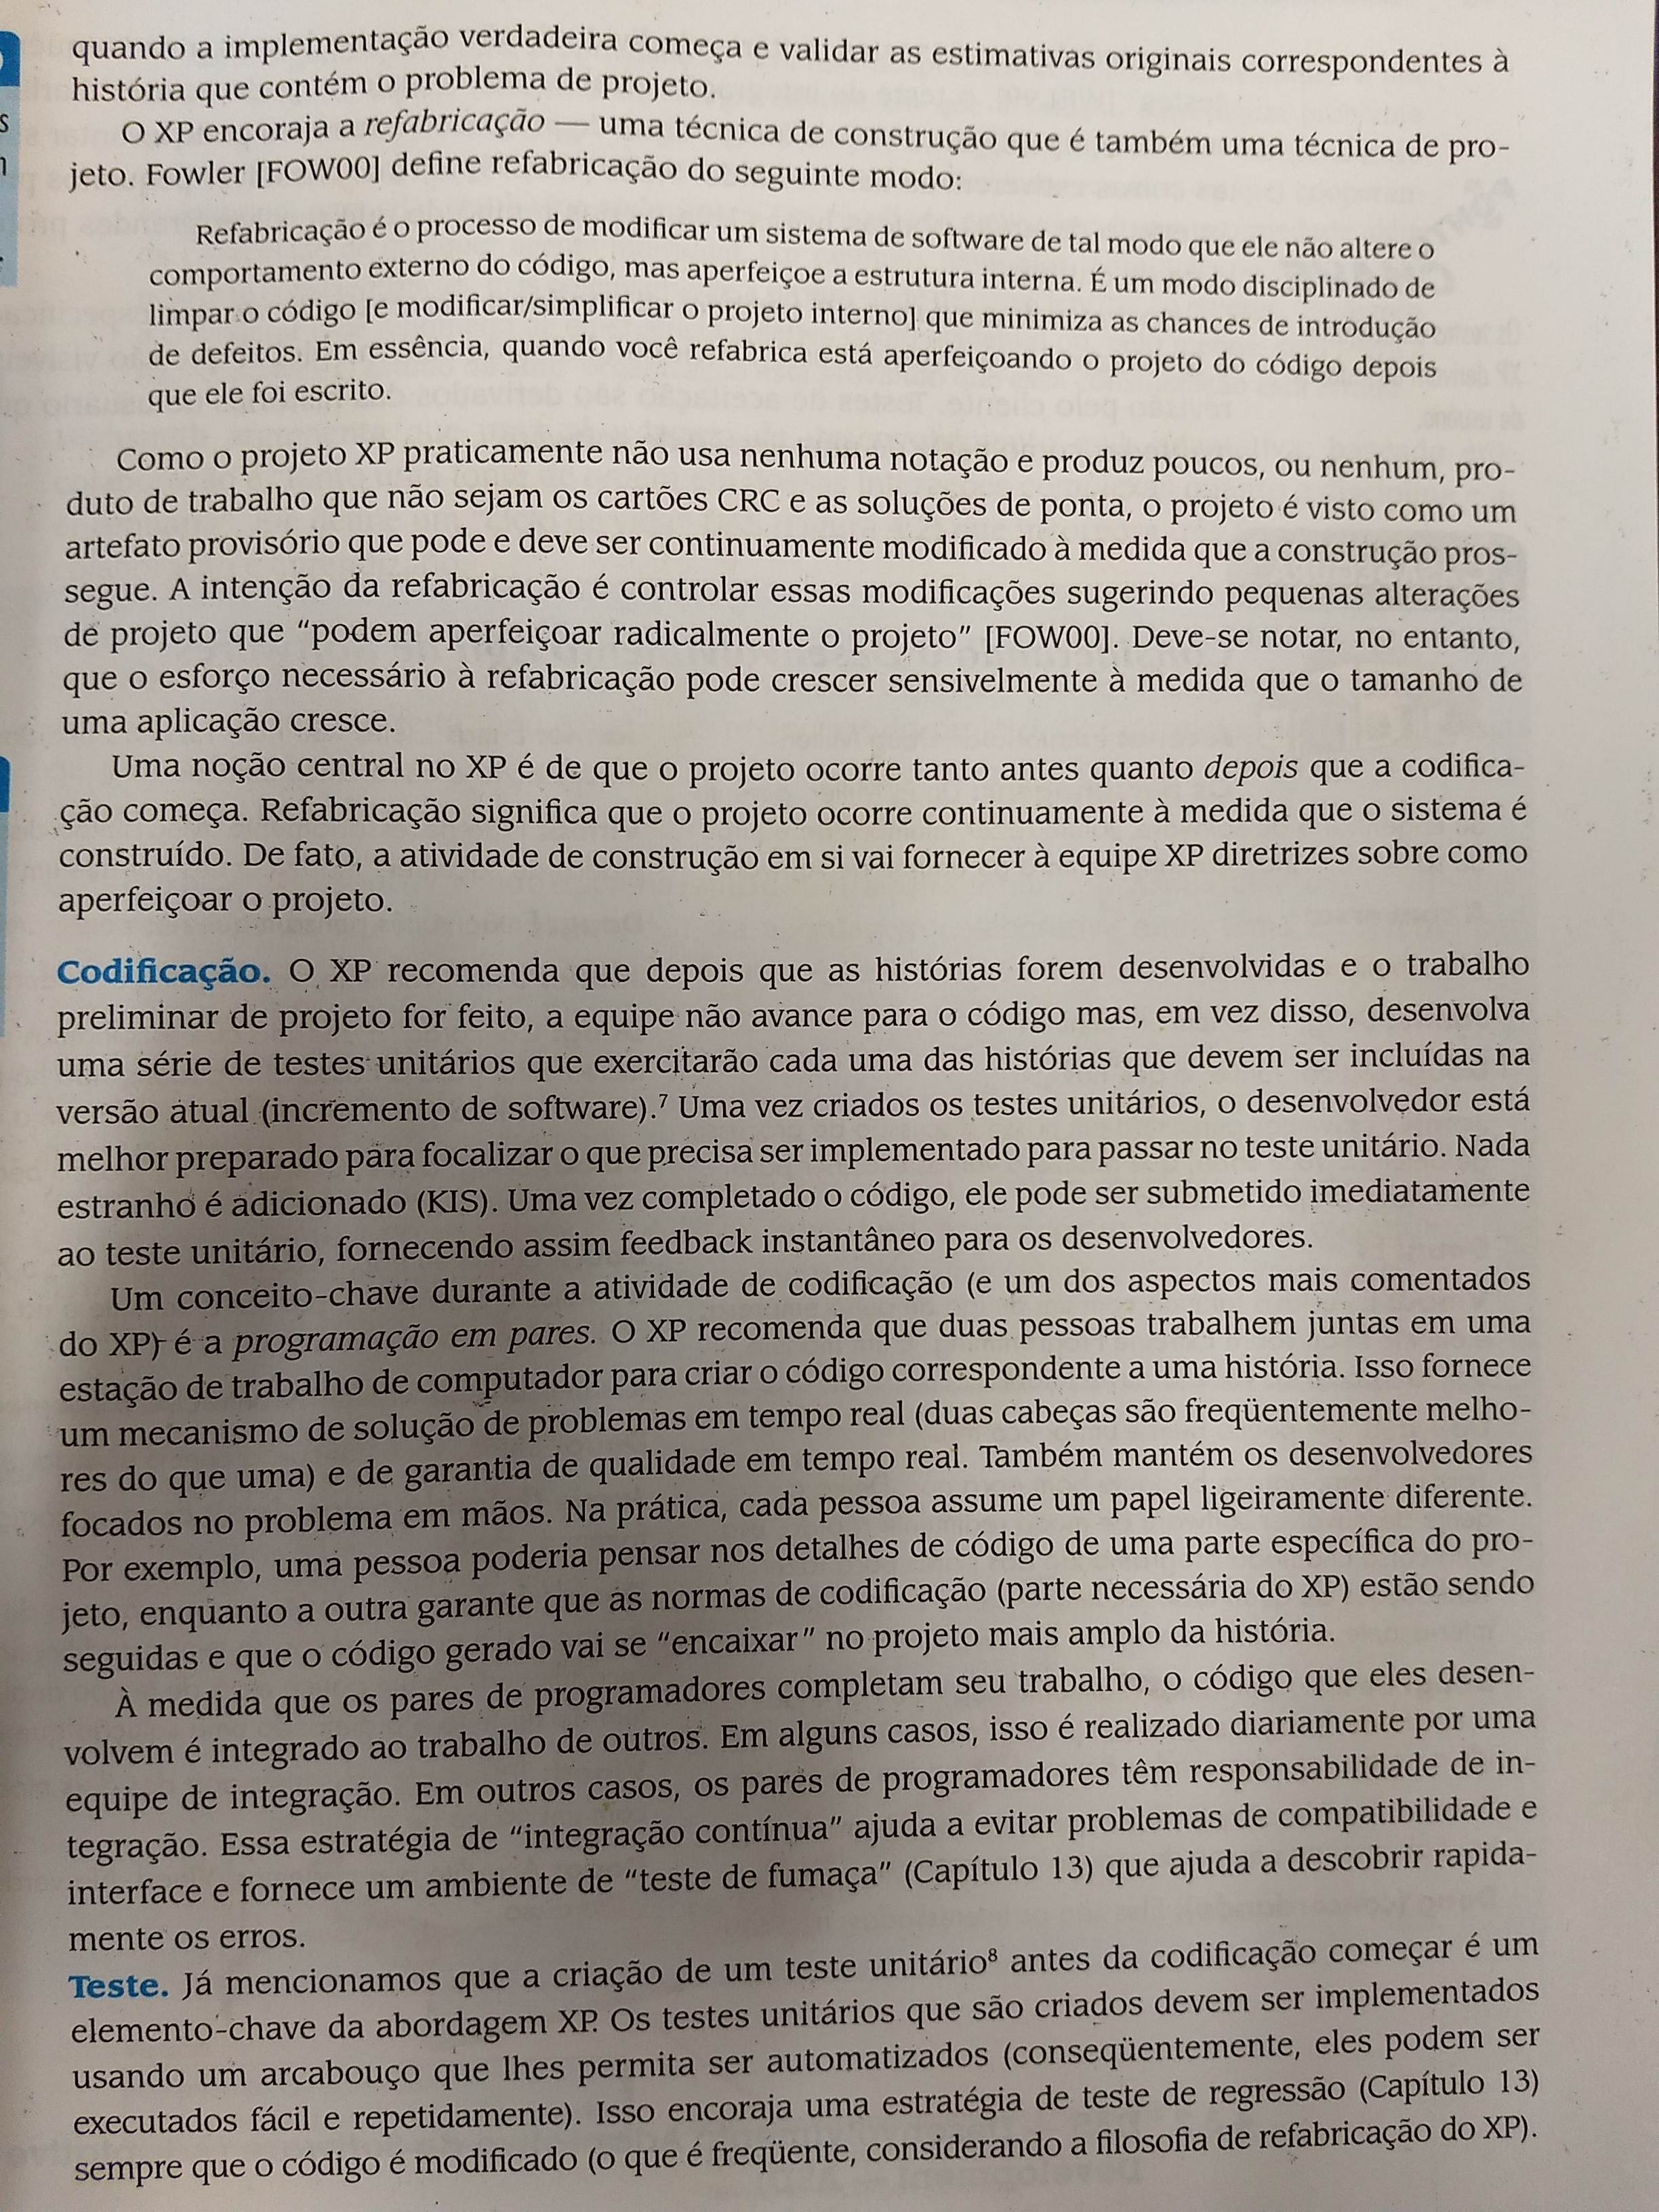 quando a implementação verdadeira começa e validar as estimativas originais correspondentes à
história que contém o problema de projeto.
O XP encoraja a refabricação — uma técnica de construção que é também uma técnica de pro-
jeto. Fowler [FOW00] define refabricação do seguinte modo:
Refabricação é o processo de modificar um sistema de software de tal modo que ele não altere o
comportamento externo do código, mas aperfeiçoe a estrutura interna. É um modo disciplinado de
limpar o código [e modificar/simplificar o projeto interno] que minimiza as chances de introdução
de defeitos. Em essência, quando você refabrica está aperfeiçoando o projeto do código depois
que ele foi escrito.
Como o projeto XP praticamente não usa nenhuma notação e produz poucos, ou nenhum, pro-
duto de trabalho que não sejam os cartões CRC e as soluções de ponta, o projeto é visto como um
artefato provisório que pode e deve ser continuamente modificado à medida que a construção pros-
segue. A intenção da refabricação é controlar essas modificações sugerindo pequenas alterações
de projeto que “podem aperfeiçoar radicalmente o projeto” [FOW00]. Deve-se notar, no entanto,
que o esforço necessário à refabricação pode crescer sensivelmente à medida que o tamanho de
uma aplicação cresce.
Uma noção central no XP é de que o projeto ocorre tanto antes quanto depois que a codifica-
ção começa. Refabricação significa que o projeto ocorre continuamente à medida que o sistema é
construído. De fato, a atividade de construção em si vai fornecer à equipe XP diretrizes sobre como
aperfeiçoar o projeto.
Codificação. O XP recomenda que depois que as histórias forem desenvolvidas e o trabalho
preliminar de projeto for feito, a equipe não avance para o código mas, em vez disso, desenvolva
uma série de testes unitários que exercitarão cada uma das histórias que devem ser incluídas na
versão atual (incremento de software).⁷ Uma vez criados os testes unitários, o desenvolvedor está
melhor preparado para focalizar o que precisa ser implementado para passar no teste unitário. Nada
estranho é adicionado (KIS). Uma vez completado o código, ele pode ser submetido imediatamente
ao teste unitário, fornecendo assim feedback instantâneo para os desenvolvedores.
Um conceito-chave durante a atividade de codificação (e um dos aspectos mais comentados
do XP) é a programação em pares. O XP recomenda que duas pessoas trabalhem juntas em uma
estação de trabalho de computador para criar o código correspondente a uma história. Isso fornece
um mecanismo de solução de problemas em tempo real (duas cabeças são freqüentemente melho-
res do que uma) e de garantia de qualidade em tempo real. Também mantém os desenvolvedores
focados no problema em mãos. Na prática, cada pessoa assume um papel ligeiramente diferente.
Por exemplo, uma pessoa poderia pensar nos detalhes de código de uma parte específica do pro-
jeto, enquanto a outra garante que as normas de codificação (parte necessária do XP) estão sendo
seguidas e que o código gerado vai se “encaixar” no projeto mais amplo da história.
À medida que os pares de programadores completam seu trabalho, o código que eles desen-
volvem é integrado ao trabalho de outros. Em alguns casos, isso é realizado diariamente por uma
equipe de integração. Em outros casos, os pares de programadores têm responsabilidade de in-
tegração. Essa estratégia de “integração contínua” ajuda a evitar problemas de compatibilidade e
interface e fornece um ambiente de “teste de fumaça” (Capítulo 13) que ajuda a descobrir rapida-
mente os erros.
Teste. Já mencionamos que a criação de um teste unitário⁸ antes da codificação começar é um
elemento-chave da abordagem XP. Os testes unitários que são criados devem ser implementados
usando um arcabouço que lhes permita ser automatizados (conseqüentemente, eles podem ser
executados fácil e repetidamente). Isso encoraja uma estratégia de teste de regressão (Capítulo 13)
sempre que o código é modificado (o que é freqüente, considerando a filosofia de refabricação do XP).